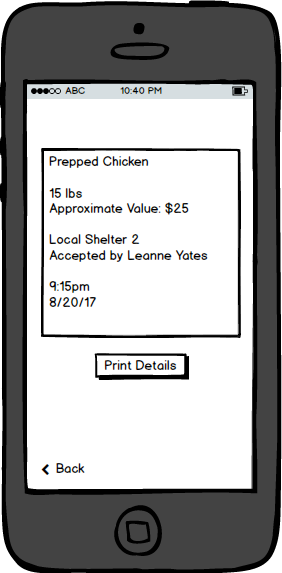 ABC 10:40 PM
Prepped Chicken
15 lbs
Approximate Value: $25
Local Shelter 2
Accepted by Leanne Yates
9:15pm
8/20/17
Print Details
Back